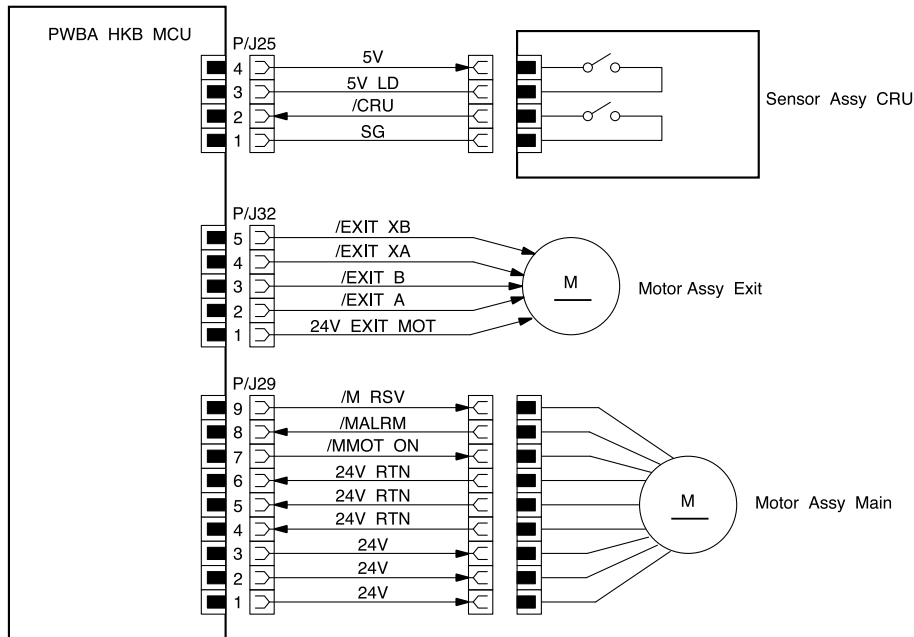 PWBA HKB MCU
P/J25
4 5V
3 5V LD
2 /CRU
1 SG
Sensor Assy CRU
P/J32
5 /EXIT XB
4 /EXIT XA
3 /EXIT B
2 /EXIT A
1 24V EXIT MOT
M
Motor Assy Exit
P/J29
9 /M RSV
8 /MALRM
7 /MMOT ON
6 24V RTN
5 24V RTN
4 24V RTN
3 24V
2 24V
1 24V
M
Motor Assy Main